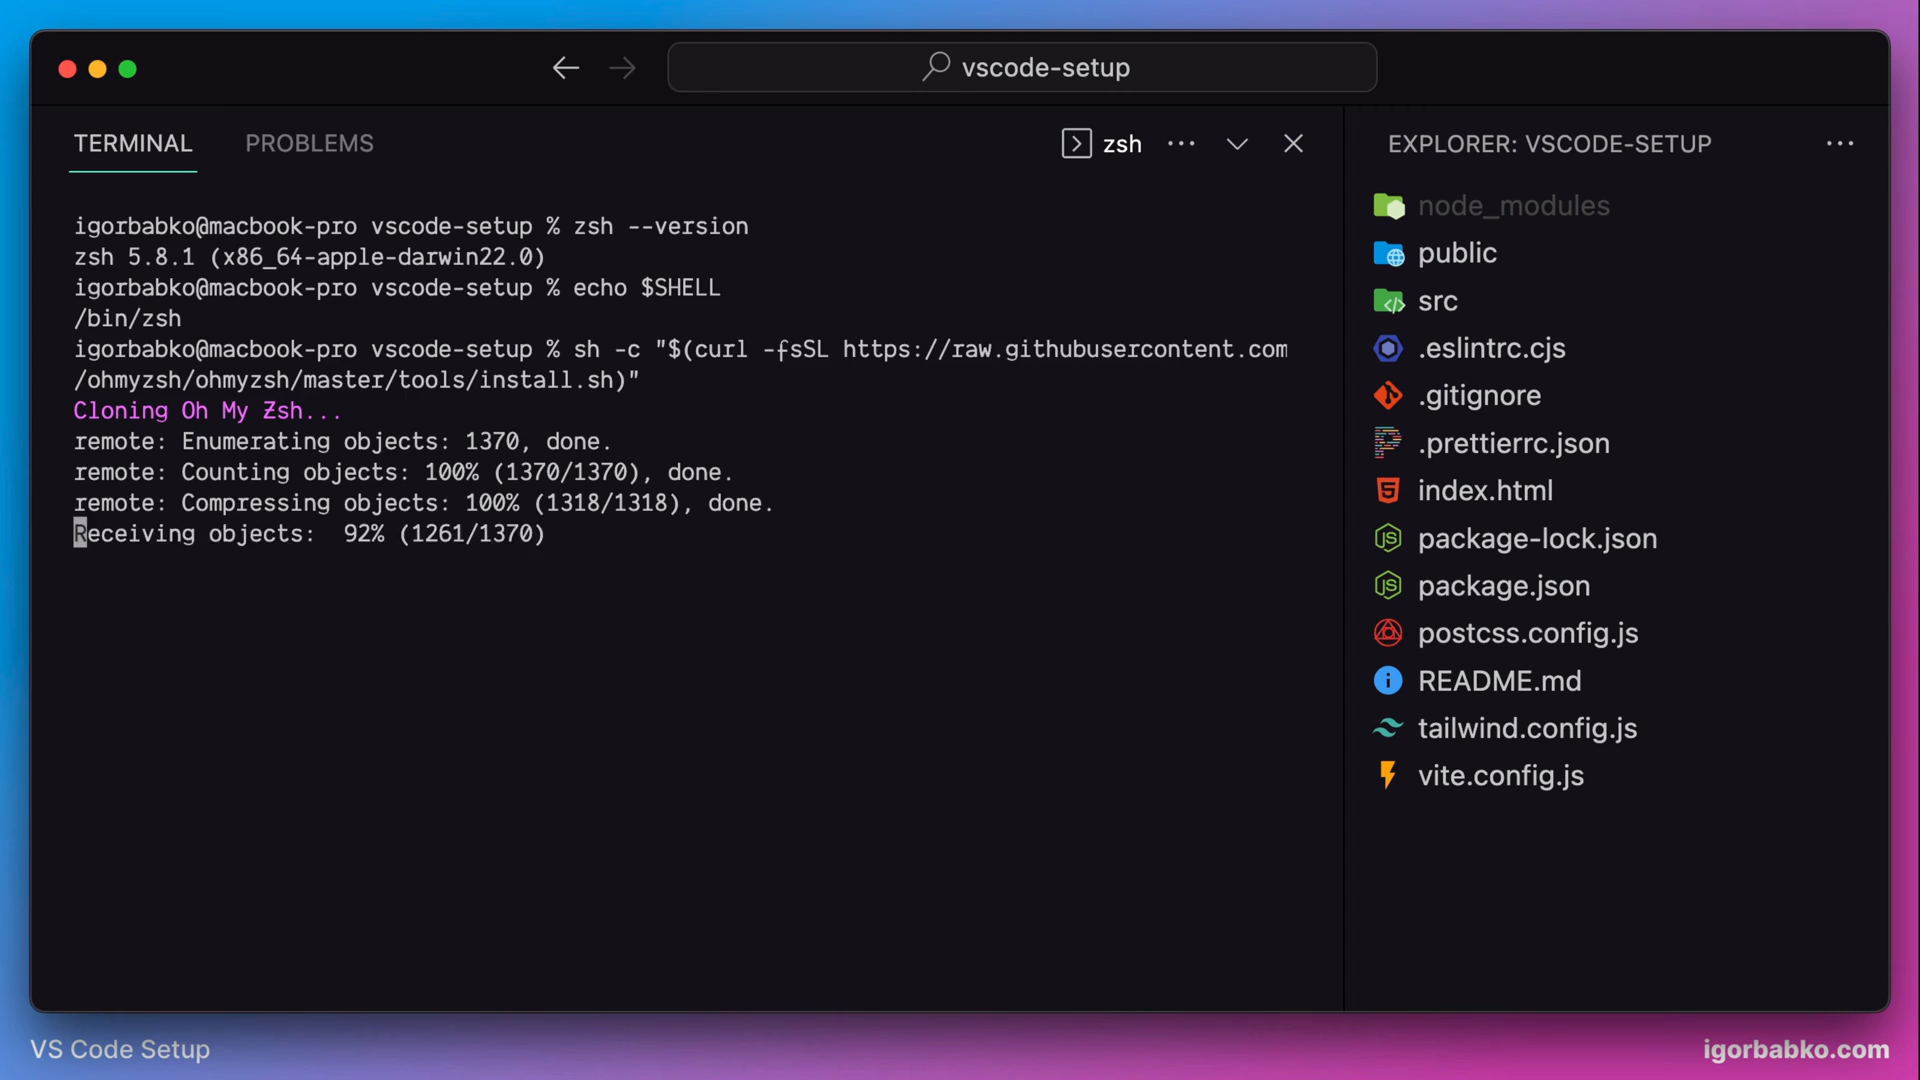 vscode-setup
TERMINAL PROBLEMS zsh
igorbabko@macbook-pro vscode-setup % zsh --version
zsh 5.8.1 (x86_64-apple-darwin22.0)
igorbabko@macbook-pro vscode-setup % echo $SHELL
/bin/zsh
igorbabko@macbook-pro vscode-setup % sh -c "$(curl -fsSL https://raw.githubusercontent.com
/ohmyzsh/ohmyzsh/master/tools/install.sh)"
Cloning Oh My Zsh...
remote: Enumerating objects: 1370, done.
remote: Counting objects: 100% (1370/1370), done.
remote: Compressing objects: 100% (1318/1318), done.
Receiving objects:  92% (1261/1370)
EXPLORER: VSCODE-SETUP
node_modules
public
src
.eslintrc.cjs
.gitignore
.prettierrc.json
index.html
package-lock.json
package.json
postcss.config.js
README.md
tailwind.config.js
vite.config.js
VS Code Setup
igorbabko.com